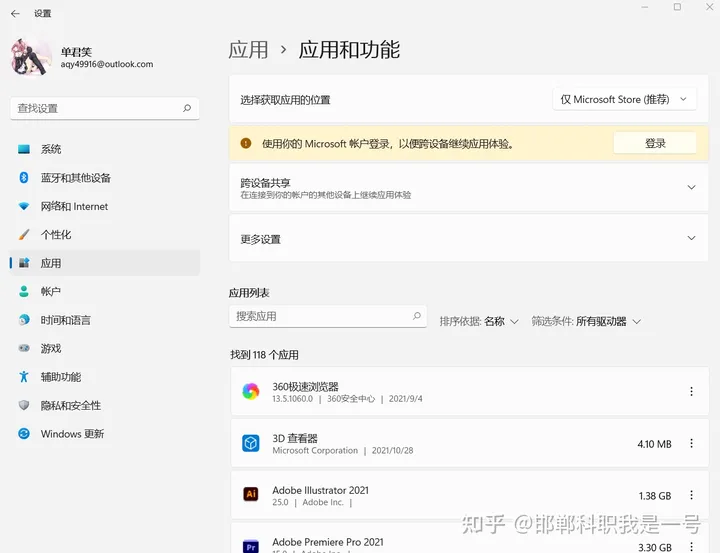 设置
单君笑
aqy49916@outlook.com
查找设置
系统
蓝牙和其他设备
网络和 Internet
个性化
应用
帐户
时间和语言
游戏
辅助功能
隐私和安全性
Windows 更新
应用 › 应用和功能
选择获取应用的位置
仅 Microsoft Store (推荐)
使用你的 Microsoft 帐户登录，以便跨设备继续应用体验。
登录
跨设备共享
在连接到你的帐户的其他设备上继续应用体验
更多设置
应用列表
搜索应用
排序依据: 名称
筛选条件: 所有驱动器
找到 118 个应用
360极速浏览器
13.5.1060.0 | 360安全中心 | 2021/9/4
3D 查看器
Microsoft Corporation | 2021/10/28
4.10 MB
Ai
Adobe Illustrator 2021
25.0 | Adobe Inc. |
1.38 GB
Pr
Adobe Premiere Pro 2021
15.0 | Adobe Inc. |
3.30 GB
知乎 @邯郸科职我是一号